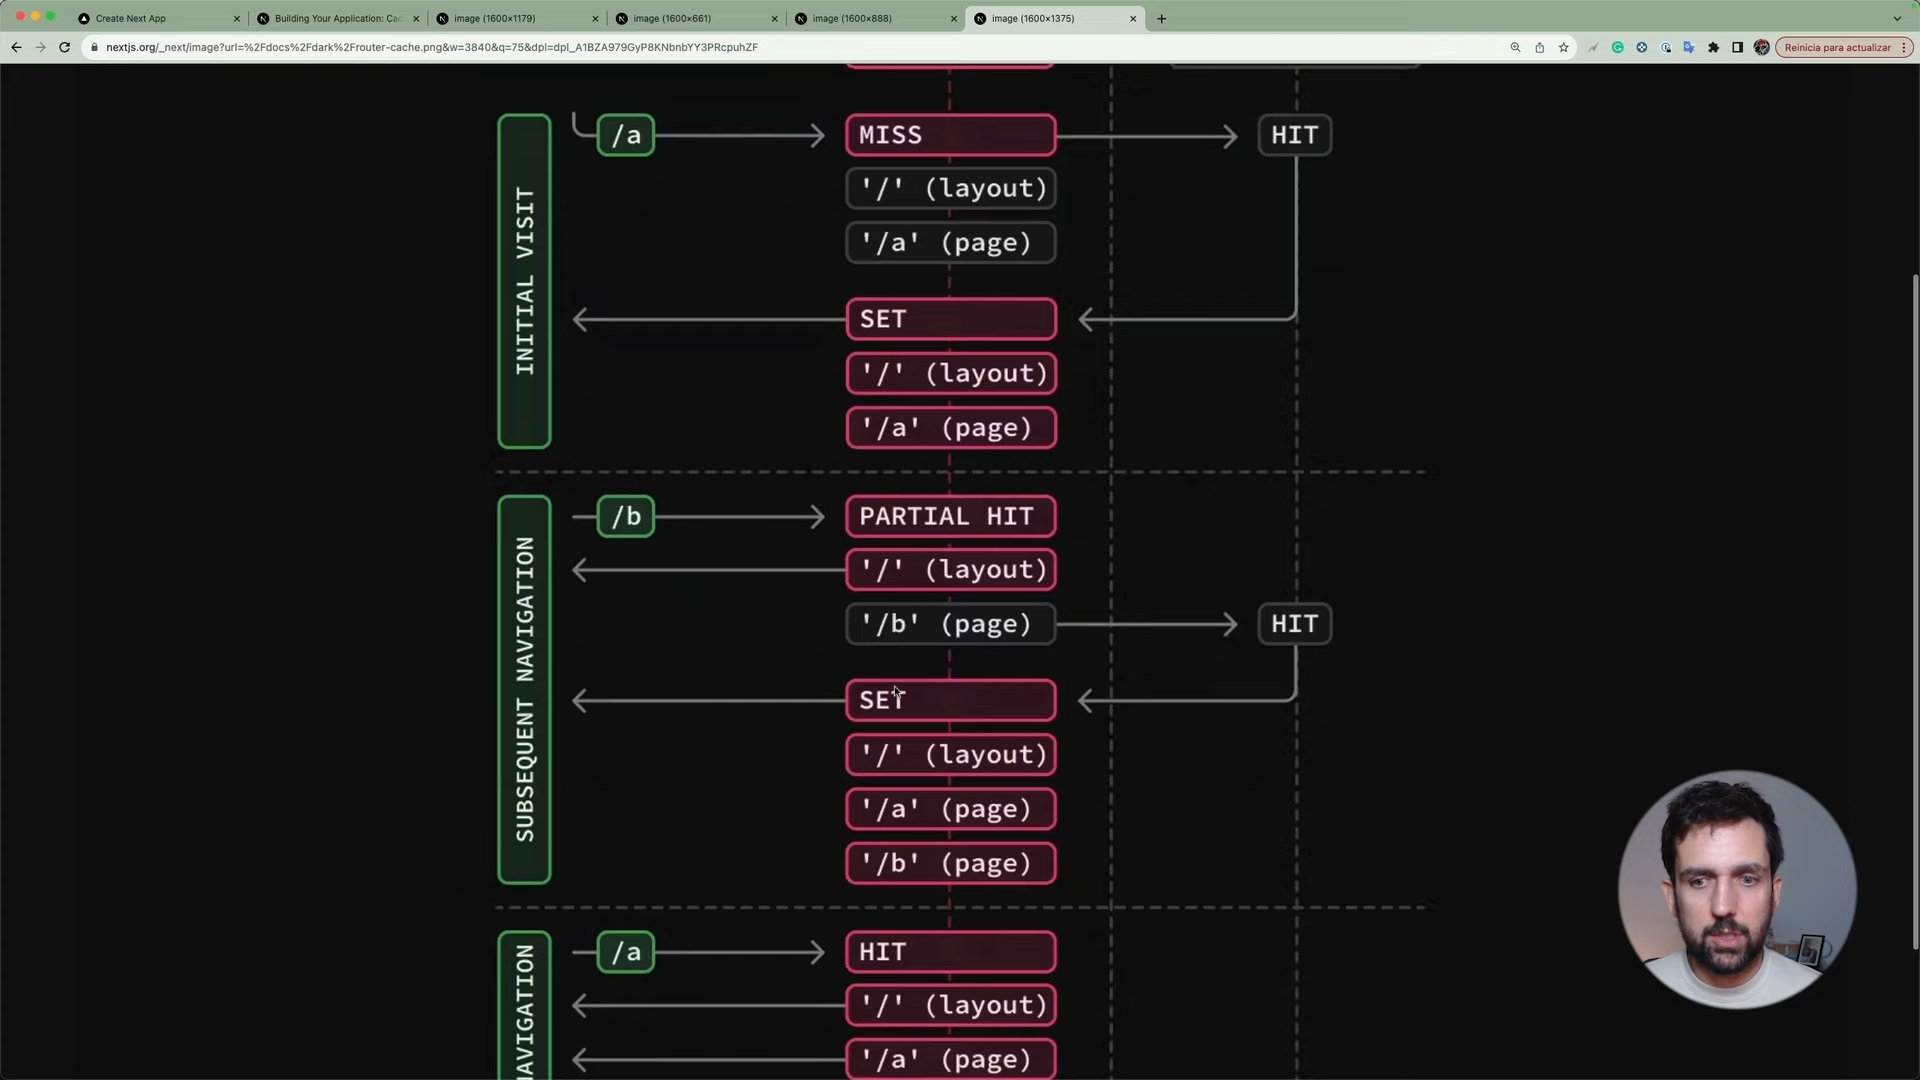 Create Next App
Building Your Application: Cac
image (1600×1179)
image (1600×661)
image (1600×888)
image (1600×1375)
nextjs.org/_next/image?url=%2Fdocs%2Fdark%2Frouter-cache.png&w=3840&q=75&dpl=dpl_A1BZA979GyP8KNbnbYY3PRcpuhZF
Reinicia para actualizar
INITIAL VISIT
/a
MISS
HIT
'/' (layout)
'/a' (page)
SET
'/' (layout)
'/a' (page)
SUBSEQUENT NAVIGATION
/b
PARTIAL HIT
'/' (layout)
'/b' (page)
HIT
SET
'/' (layout)
'/a' (page)
'/b' (page)
NAVIGATION
/a
HIT
'/' (layout)
'/a' (page)